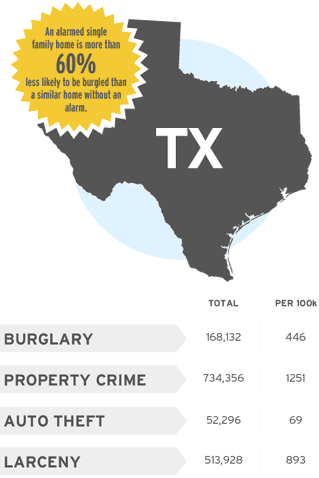 An alarmed single
family home is more than
60%
less likely to be burgled than
a similar home without an
alarm.
TX
TOTAL PER 100k
BURGLARY 168,132 446
PROPERTY CRIME 734,356 1251
AUTO THEFT 52,296 69
LARCENY 513,928 893